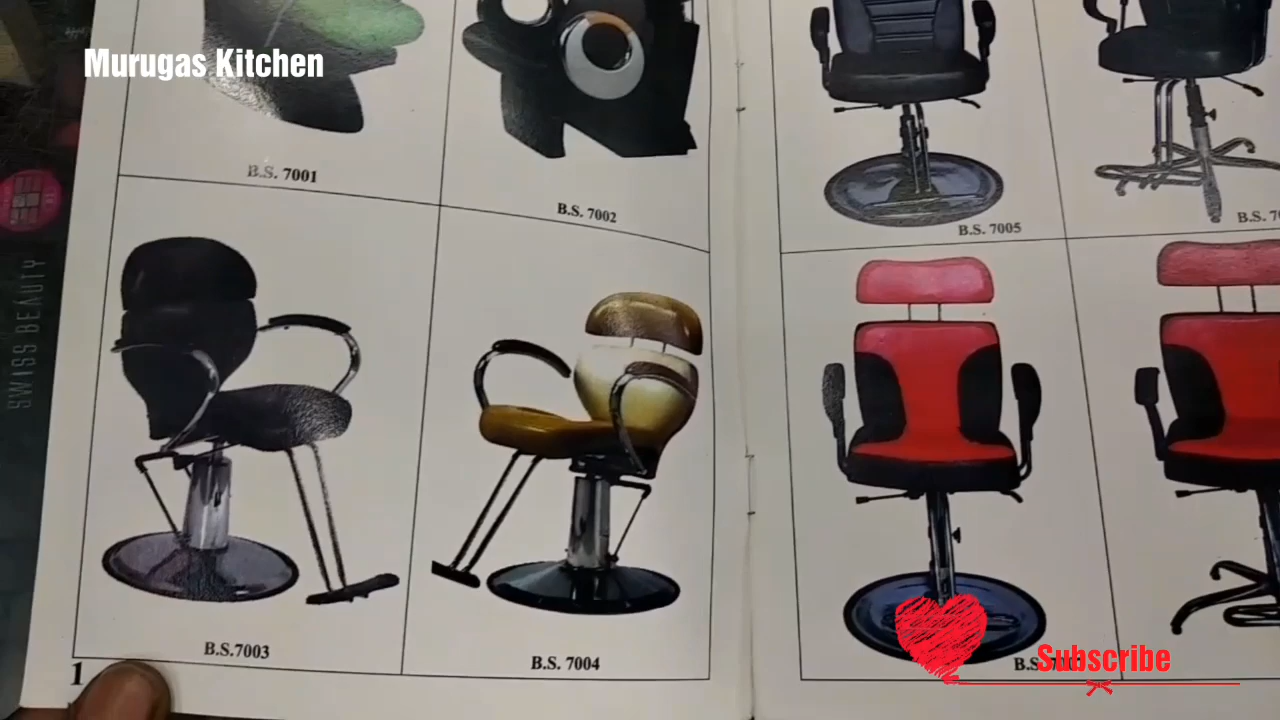 Murugas Kitchen
B.S. 7001
B.S. 7002
B.S. 7005
SWISS BEAUTY
B.S.7003
B.S. 7004
Subscribe
1